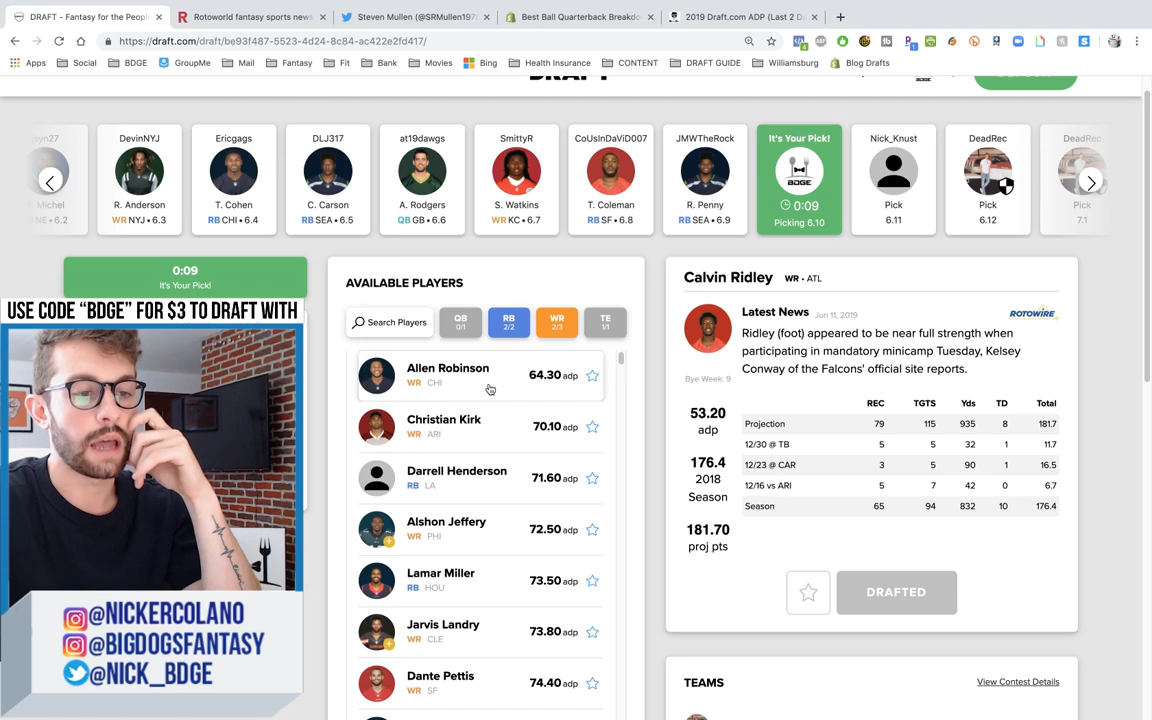 DRAFT - Fantasy for the People
Rotoworld fantasy sports news
Steven Mullen (@SRMullen197
Best Ball Quarterback Breakdo
2019 Draft.com ADP (Last 2 D
https://draft.com/draft/be93f487-5523-4d24-8c84-ac422e2fd417/
Apps Social BDGE GroupMe Mail Fantasy Fit Bank Movies Bing Health Insurance CONTENT DRAFT GUIDE Williamsburg Blog Drafts
DRAFT
syn27 DevinNYJ Ericgags DLJ317 at19dawgs SmittyR CoUsInDaViD007 JMWTheRock It's Your Pick! Nick_Knust DeadRec DeadRec
BDGE
Michel R. Anderson T. Cohen C. Carson A. Rodgers S. Watkins T. Coleman R. Penny 0:09 Pick Pick Pick
NE • 6.2 WR NYJ • 6.3 RB CHI • 6.4 RB SEA • 6.5 QB GB • 6.6 WR KC • 6.7 RB SF • 6.8 RB SEA • 6.9 Picking 6.10 6.11 6.12 7.1
0:09
It's Your Pick!
USE CODE "BDGE" FOR $3 TO DRAFT WITH
@NICKERCOLANO
@BIGDOGSFANTASY
@NICK_BDGE
AVAILABLE PLAYERS
Search Players
QB 0/1
RB 2/2
WR 2/3
TE 1/1
Allen Robinson 64.30 adp
WR CHI
Christian Kirk 70.10 adp
WR ARI
Darrell Henderson 71.60 adp
RB LA
Alshon Jeffery 72.50 adp
WR PHI
Lamar Miller 73.50 adp
RB HOU
Jarvis Landry 73.80 adp
WR CLE
Dante Pettis 74.40 adp
WR SF
Calvin Ridley WR • ATL
Latest News Jun 11, 2019
ROTOWIRE
Ridley (foot) appeared to be near full strength when
participating in mandatory minicamp Tuesday, Kelsey
Conway of the Falcons' official site reports.
Bye Week: 9
53.20
adp
176.4
2018
Season
181.70
proj pts
REC TGTS Yds TD Total
Projection 79 115 935 8 181.7
12/30 @ TB 5 5 32 1 11.7
12/23 @ CAR 3 5 90 1 16.5
12/16 vs ARI 5 7 42 0 6.7
Season 65 94 832 10 176.4
DRAFTED
TEAMS View Contest Details